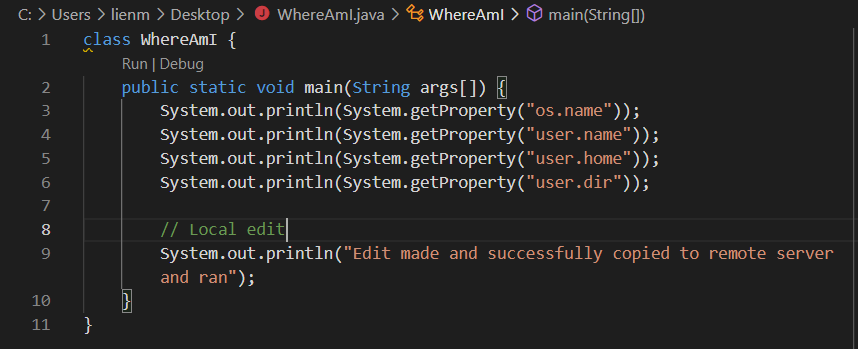 C: > Users > lienm > Desktop > WhereAmI.java > WhereAmI > main(String[])
1 class WhereAmI {
Run | Debug
2 public static void main(String args[]) {
3 System.out.println(System.getProperty("os.name"));
4 System.out.println(System.getProperty("user.name"));
5 System.out.println(System.getProperty("user.home"));
6 System.out.println(System.getProperty("user.dir"));
7
8 // Local edit
9 System.out.println("Edit made and successfully copied to remote server
and ran");
10 }
11 }